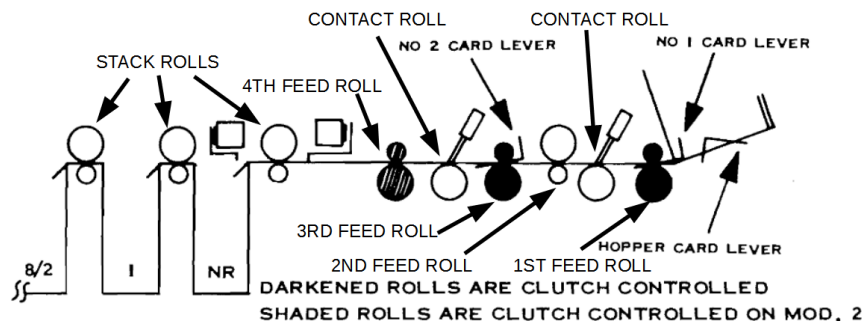 CONTACT ROLL
CONTACT ROLL
NO 2 CARD LEVER
NO 1 CARD LEVER
STACK ROLLS
4TH FEED ROLL
3RD FEED ROLL
2ND FEED ROLL
1ST FEED ROLL
HOPPER CARD LEVER
8/2
1
NR
DARKENED ROLLS ARE CLUTCH CONTROLLED
SHADED ROLLS ARE CLUTCH CONTROLLED ON MOD. 2